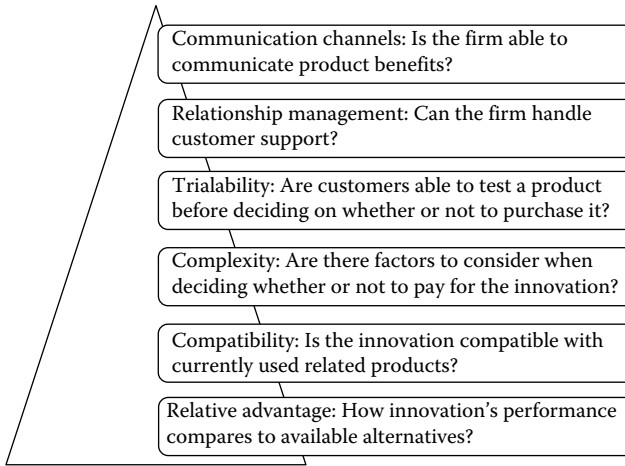 Communication channels: Is the firm able to
communicate product benefits?
Relationship management: Can the firm handle
customer support?
Trialability: Are customers able to test a product
before deciding on whether or not to purchase it?
Complexity: Are there factors to consider when
deciding whether or not to pay for the innovation?
Compatibility: Is the innovation compatible with
currently used related products?
Relative advantage: How innovation’s performance
compares to available alternatives?